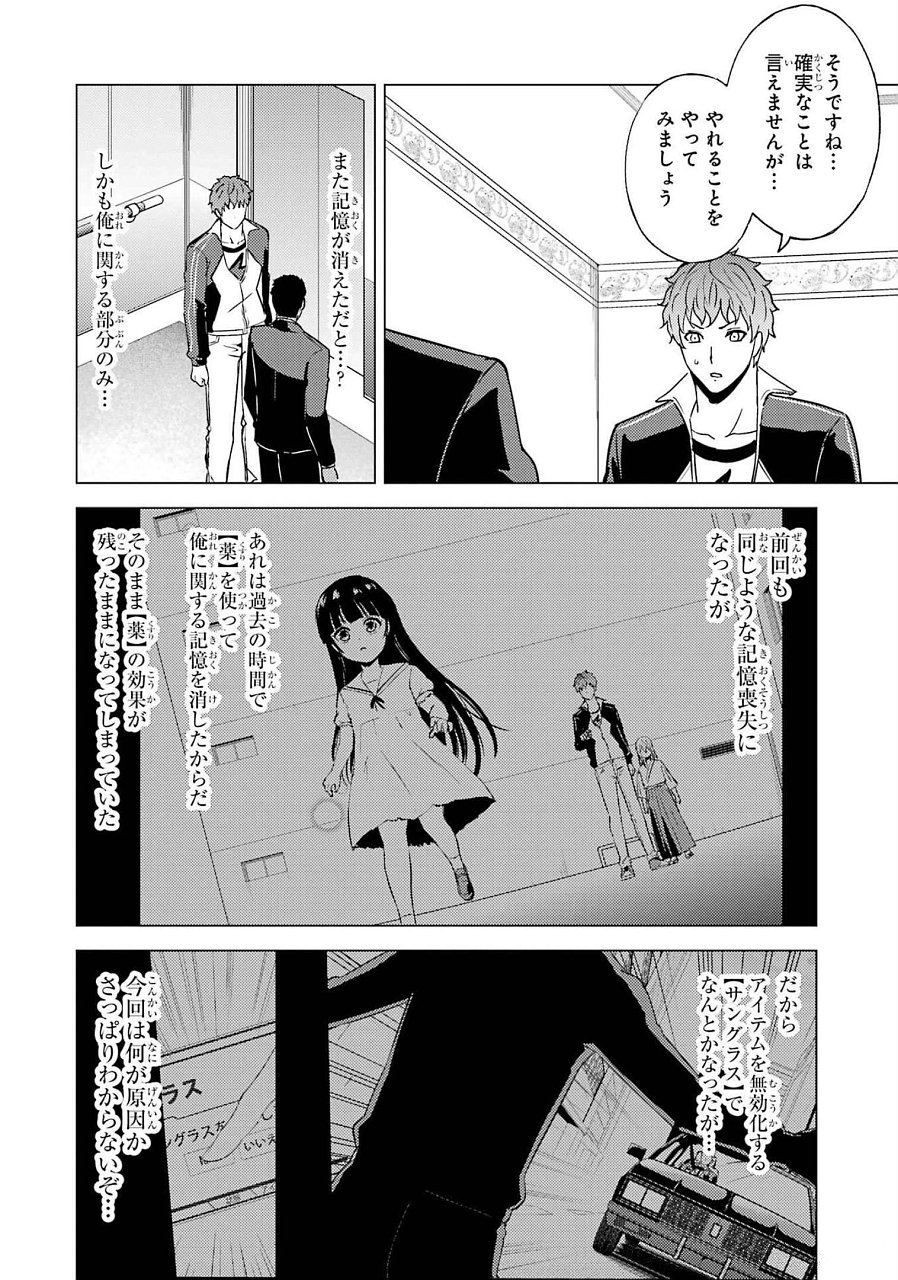 そうですね…
確実なことは
言えませんが…
やれることを
やって
みましょう
また記憶が消えただと…?
しかも俺に関する部分のみ…
前回も
同じような記憶喪失に
なったが
あれは過去の時間で
【薬】を使って
俺に関する記憶を消したからだ
そのまま【薬】の効果が
残ったままになってしまっていた
だから
アイテムを無効化する
【サングラス】で
なんとかなったが…
今回は何が原因か
さっぱりわからないぞ…
グラス
ングラスを
いいえ